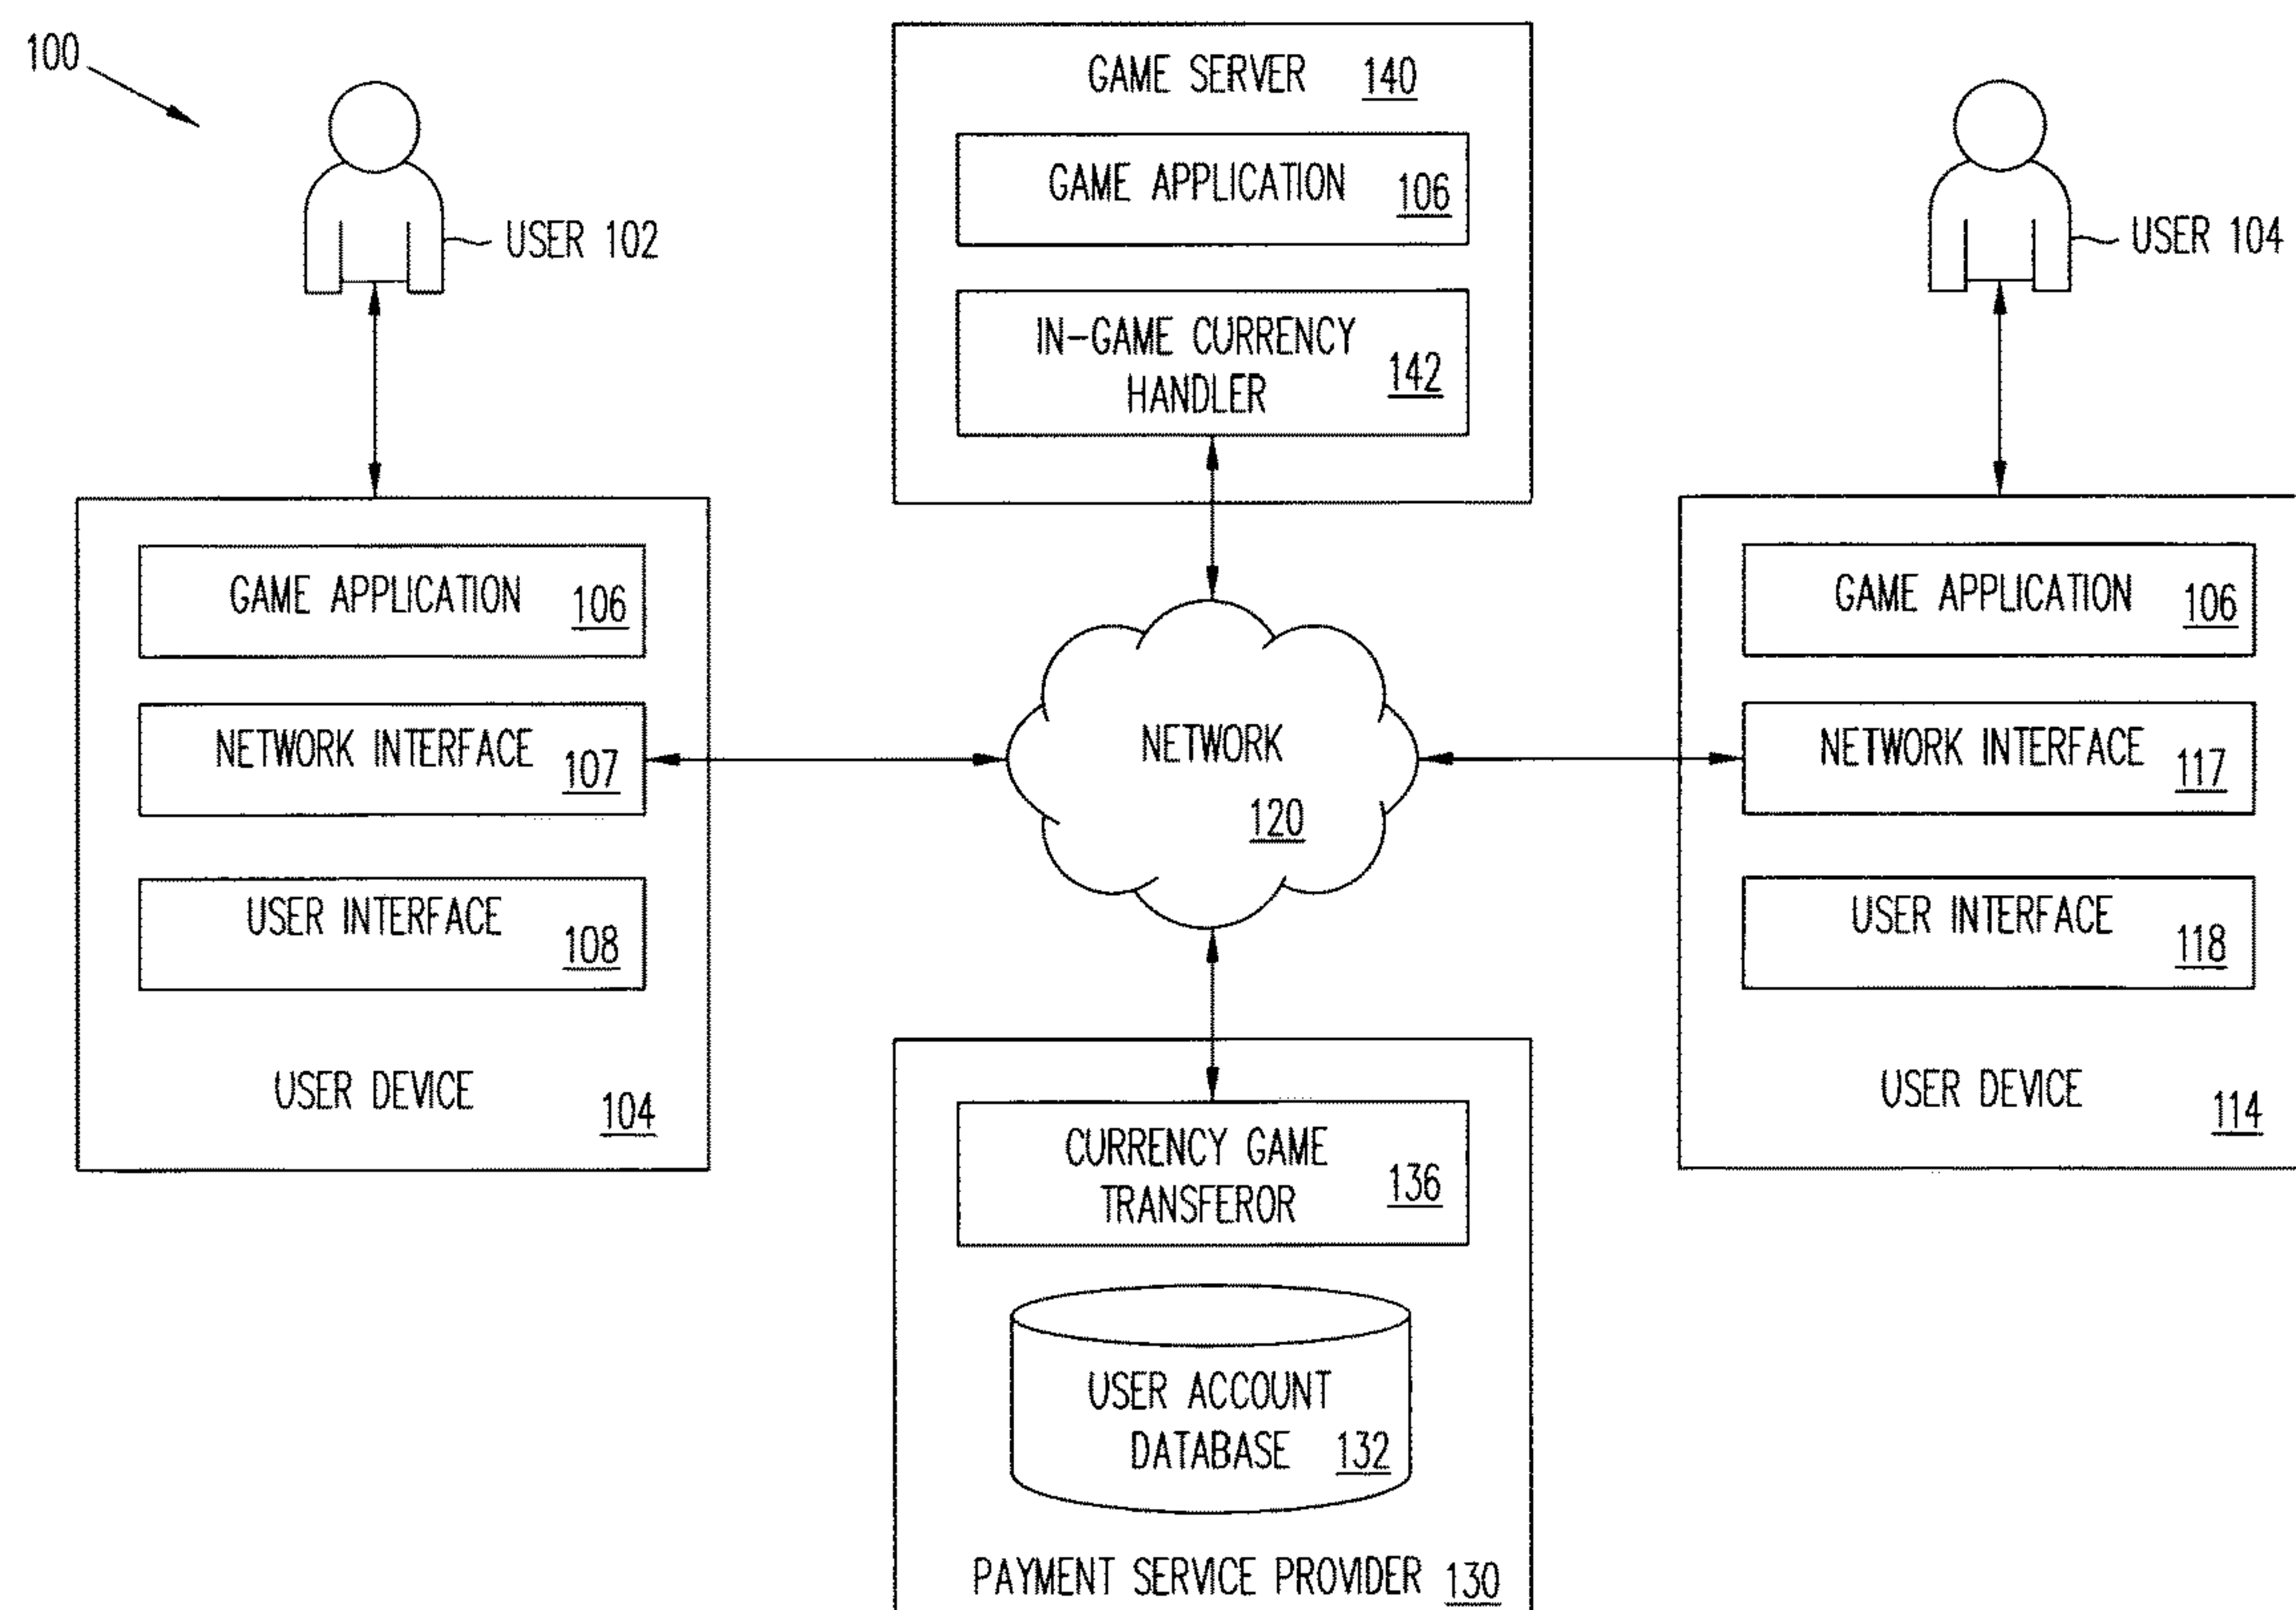 100
GAME SERVER 140
GAME APPLICATION 106
IN-GAME CURRENCY
HANDLER 142
USER 102
USER 104
GAME APPLICATION 106
NETWORK INTERFACE 107
USER INTERFACE 108
USER DEVICE 104
NETWORK
120
GAME APPLICATION 106
NETWORK INTERFACE 117
USER INTERFACE 118
USER DEVICE 114
CURRENCY GAME
TRANSFEROR 136
USER ACCOUNT
DATABASE 132
PAYMENT SERVICE PROVIDER 130